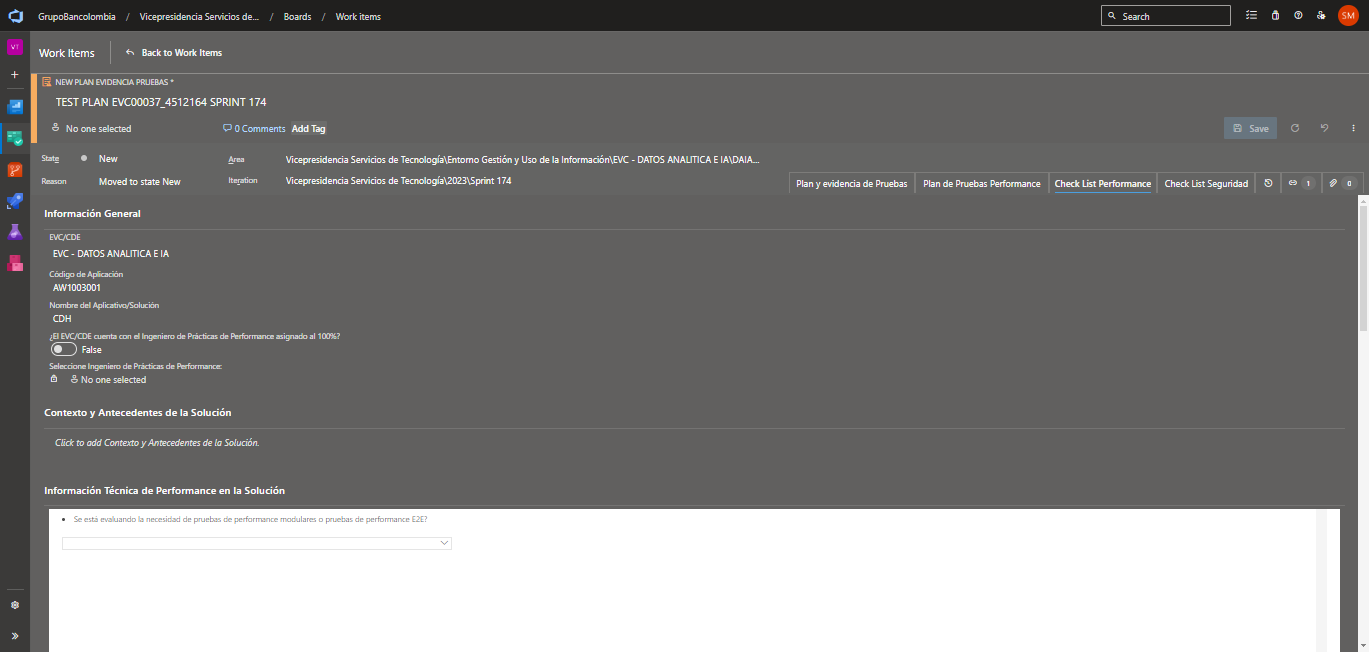 GrupoBancolombia / Vicepresidencia Servicios de... / Boards / Work items
Search
SM
VT
Work Items
Back to Work Items
NEW PLAN EVIDENCIA PRUEBAS *
TEST PLAN EVC00037_4512164 SPRINT 174
No one selected
0 Comments
Add Tag
Save
State
New
Area
Vicepresidencia Servicios de Tecnología\Entorno Gestión y Uso de la Información\EVC - DATOS ANALITICA E IA\DAIA...
Reason
Moved to state New
Iteration
Vicepresidencia Servicios de Tecnología\2023\Sprint 174
Plan y evidencia de Pruebas
Plan de Pruebas Performance
Check List Performance
Check List Seguridad
1
0
Información General
EVC/CDE
EVC - DATOS ANALITICA E IA
Código de Aplicación
AW1003001
Nombre del Aplicativo/Solución
CDH
¿El EVC/CDE cuenta con el Ingeniero de Prácticas de Performance asignado al 100%?
False
Seleccione Ingeniero de Prácticas de Performance:
No one selected
Contexto y Antecedentes de la Solución
Click to add Contexto y Antecedentes de la Solución.
Información Técnica de Performance en la Solución
• Se está evaluando la necesidad de pruebas de performance modulares o pruebas de performance E2E?